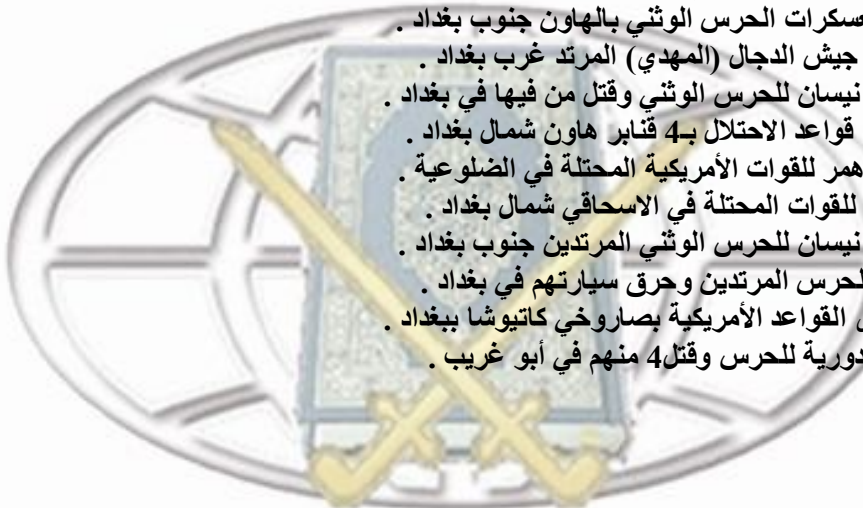 عسكرات الحرس الوثني بالهاون جنوب بغداد .
جيش الدجال (المهدي) المرتد غرب بغداد .
نيسان للحرس الوثني وقتل من فيها في بغداد .
قواعد الاحتلال بـ4 قنابر هاون شمال بغداد .
همر للقوات الأمريكية المحتلة في الضلوعية .
للقوات المحتلة في الاسحاقي شمال بغداد .
نيسان للحرس الوثني المرتدين جنوب بغداد .
لحرس المرتدين وحرق سيارتهم في بغداد .
القواعد الأمريكية بصاروخي كاتيوشا ببغداد .
دورية للحرس وقتل4 منهم في أبو غريب .